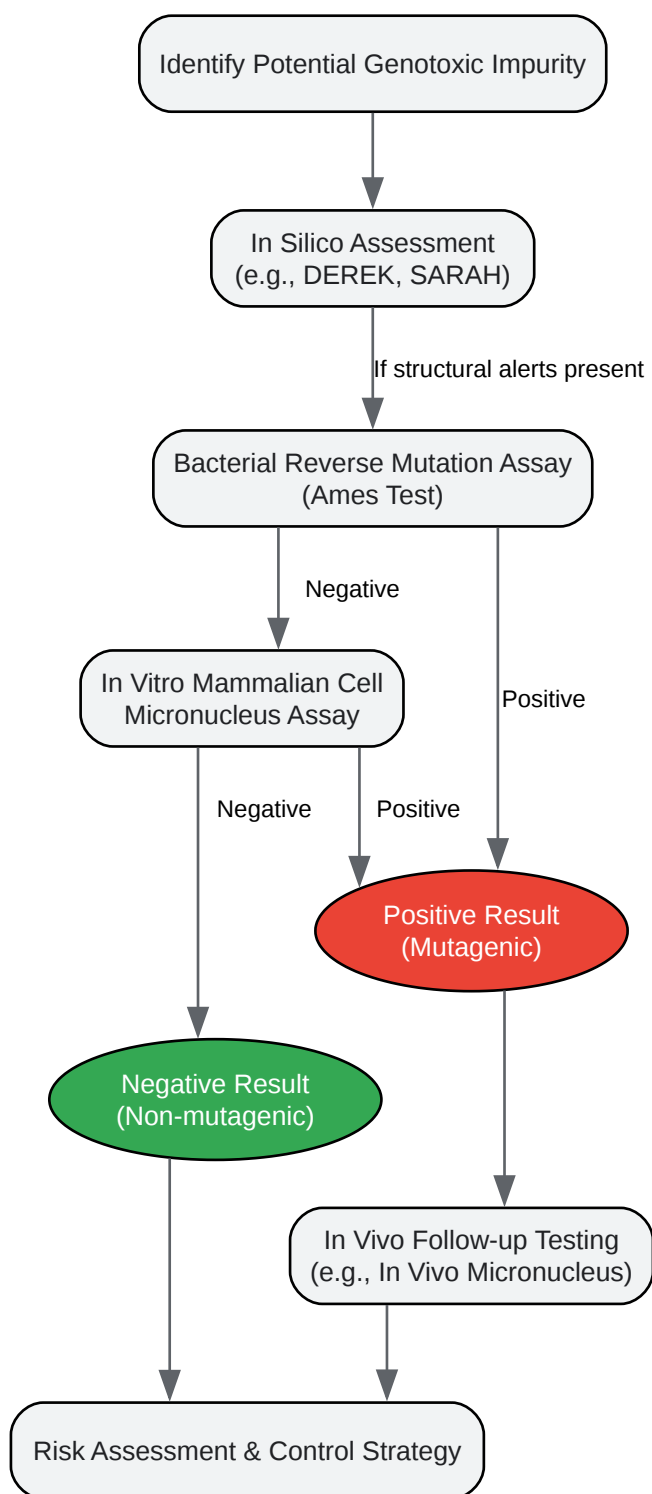 Identify Potential Genotoxic Impurity
In Silico Assessment
(e.g., DEREK, SARAH)
If structural alerts present
Bacterial Reverse Mutation Assay
(Ames Test)
Negative
In Vitro Mammalian Cell
Micronucleus Assay
Positive
Negative
Positive
Positive Result
(Mutagenic)
Negative Result
(Non-mutagenic)
In Vivo Follow-up Testing
(e.g., In Vivo Micronucleus)
Risk Assessment & Control Strategy